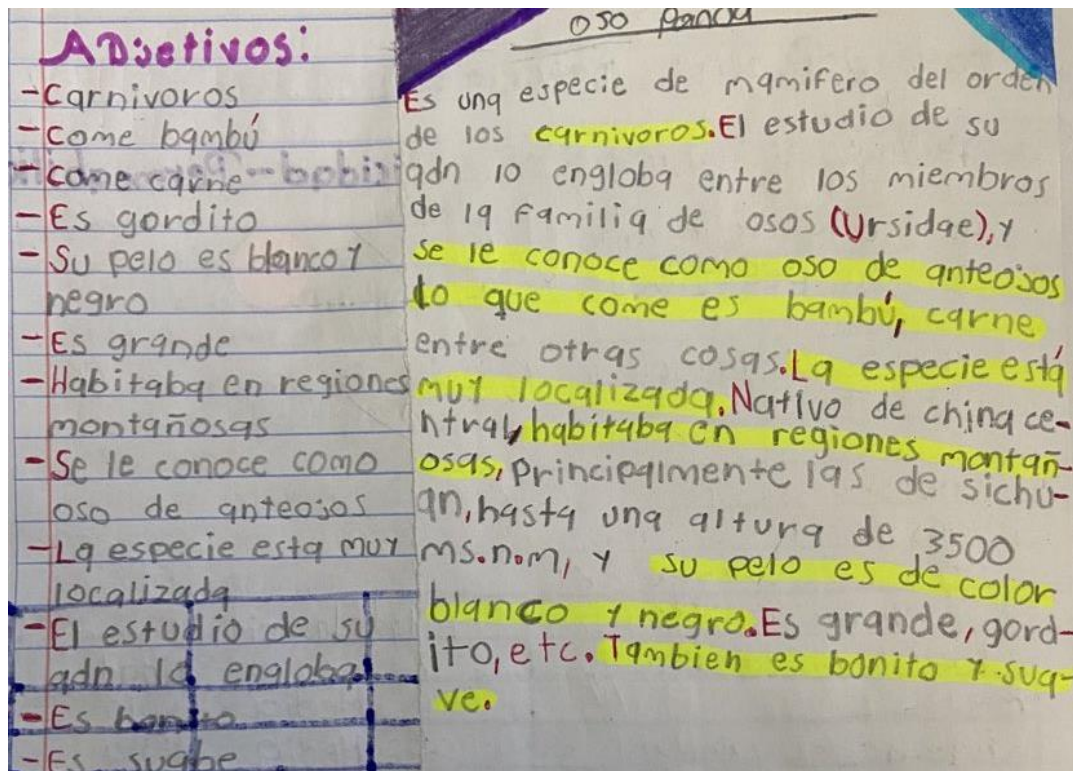 ADjetivos:
-Carnivoros
-Come bambú
-Come carne
-Es gordito
-Su pelo es blanco y
negro
-Es grande
-Habitaba en regiones
montañosas
-Se le conoce como
oso de anteojos
-La especie esta muy
localizada
-El estudio de su
adn lo engloba
-Es bonito
-Es suabe
oso Panda
Es una especie de mamifero del orden
de los carnivoros.El estudio de su
adn lo engloba entre los miembros
de la familia de osos (Ursidae), y
se le conoce como oso de anteojos
lo que come es bambú, carne
entre otras cosas.La especie está
muy localizada.Nativo de china ce-
ntral, habitaba en regiones montañ-
osas, principalmente las de sichu-
an, hasta una altura de 3500
ms.n.m, y su pelo es de color
blanco y negro.Es grande, gord-
ito, etc. Tambien es bonito y sua-
ve.